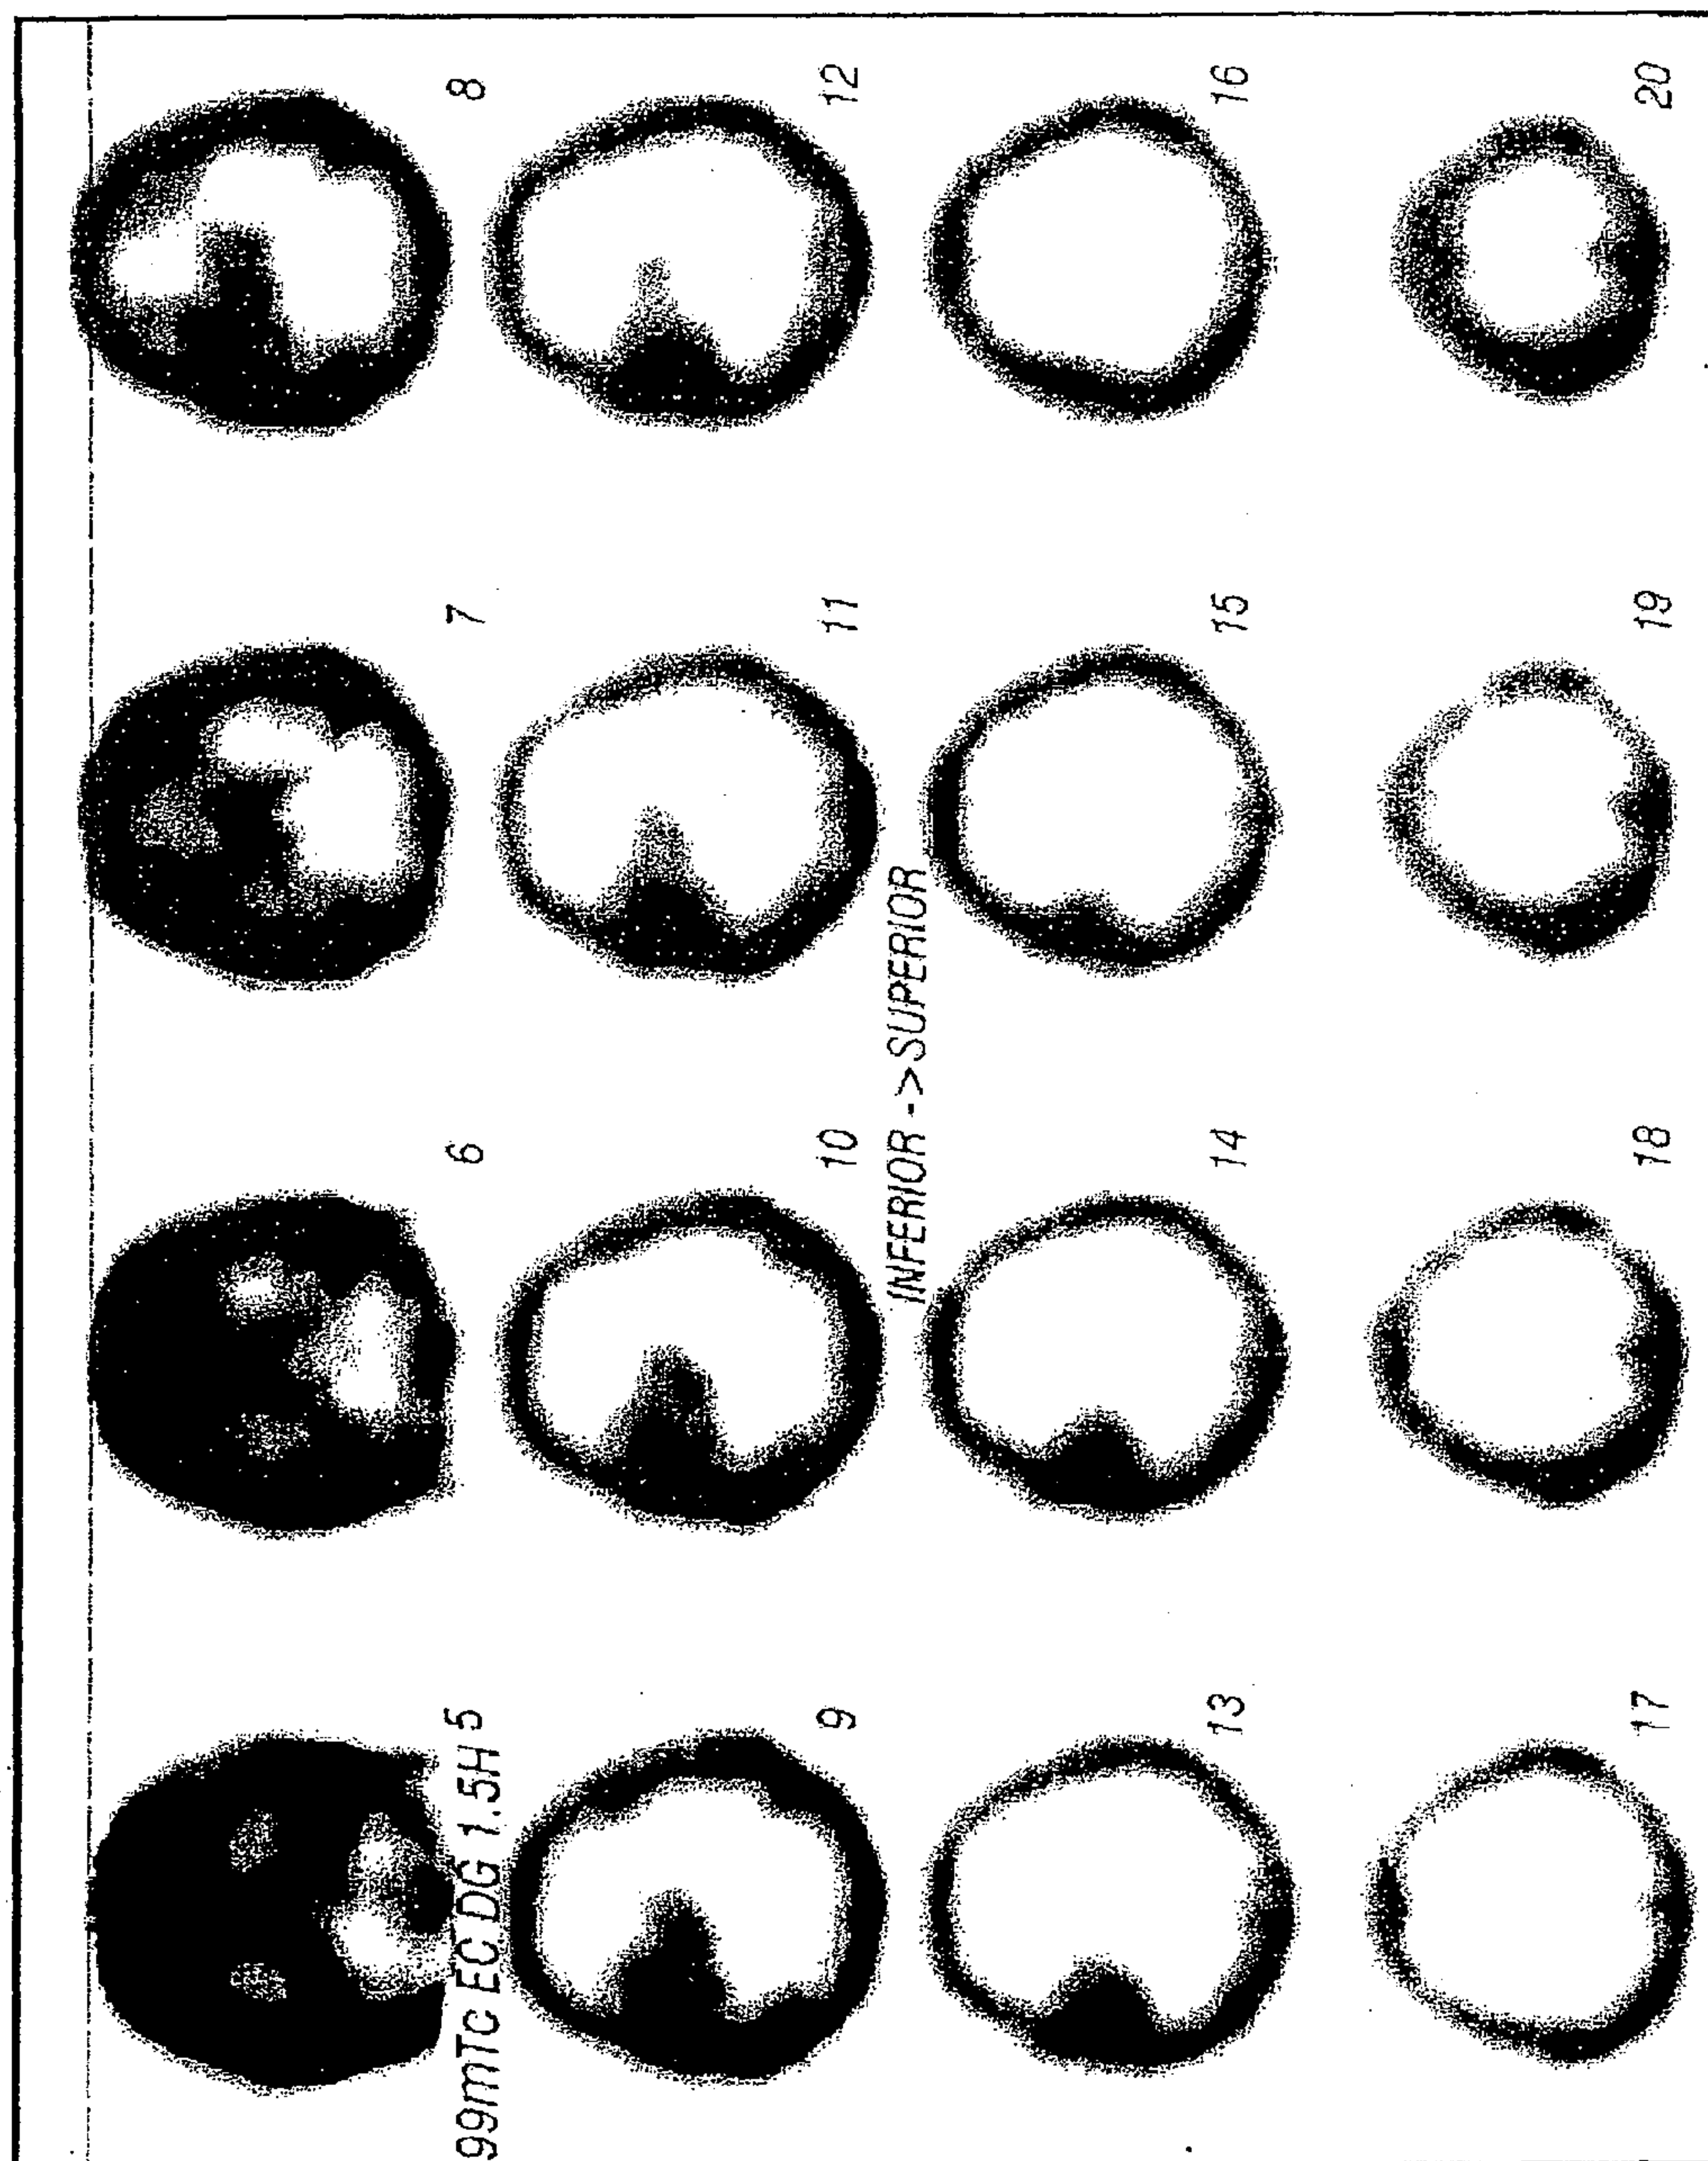 99mTc EC DG 1.5H 5 6 7 8
9 10 11 12
INFERIOR - >SUPERIOR
13 14 15 16
17 18 19 20